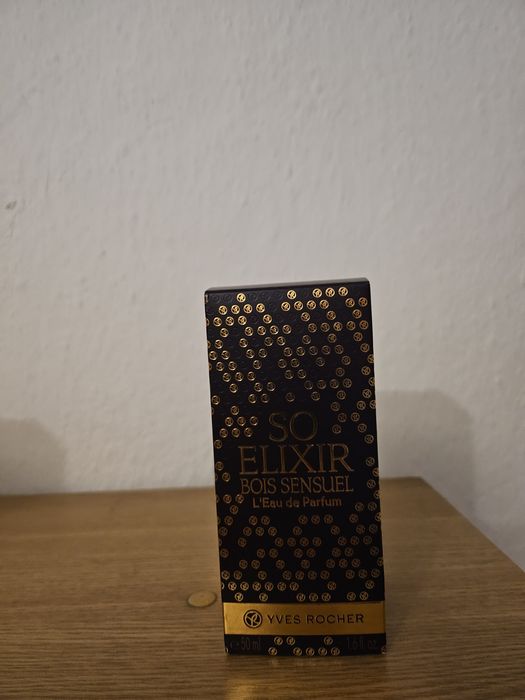 SO
ELIXIR
BOIS SENSUEL
L'Eau de Parfum
YVES ROCHER
e 50 ml 1.6 fl.oz.